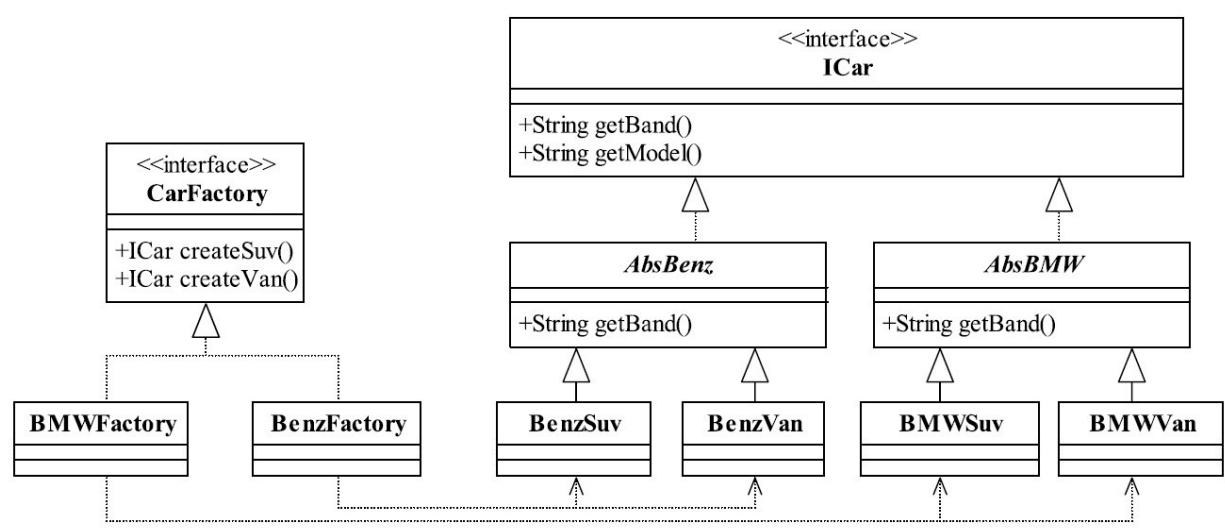 <<interface>>
ICar
+String getBand()
+String getModel()
<<interface>>
CarFactory
+ICar createSuv()
+ICar createVan()
AbsBenz
+String getBand()
AbsBMW
+String getBand()
BMWFactory
BenzFactory
BenzSuv
BenzVan
BMWSuv
BMWVan